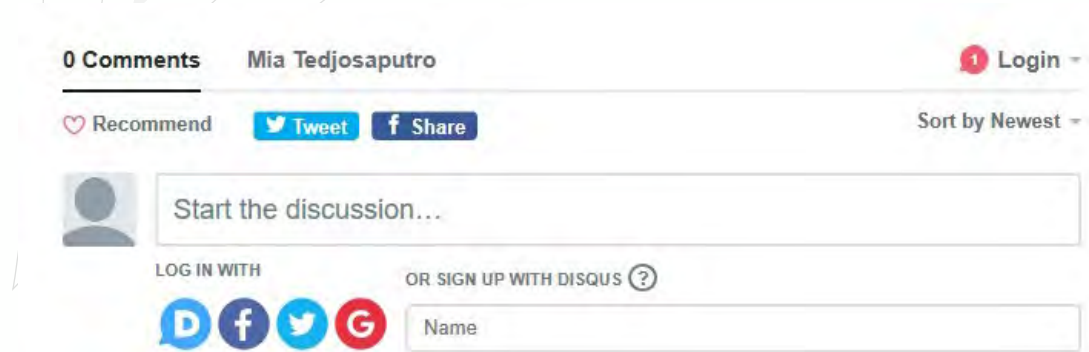 0 Comments Mia Tedjosaputro 1 Login
Recommend Tweet f Share Sort by Newest
Start the discussion…
LOG IN WITH
OR SIGN UP WITH DISQUS ?
D f G Name